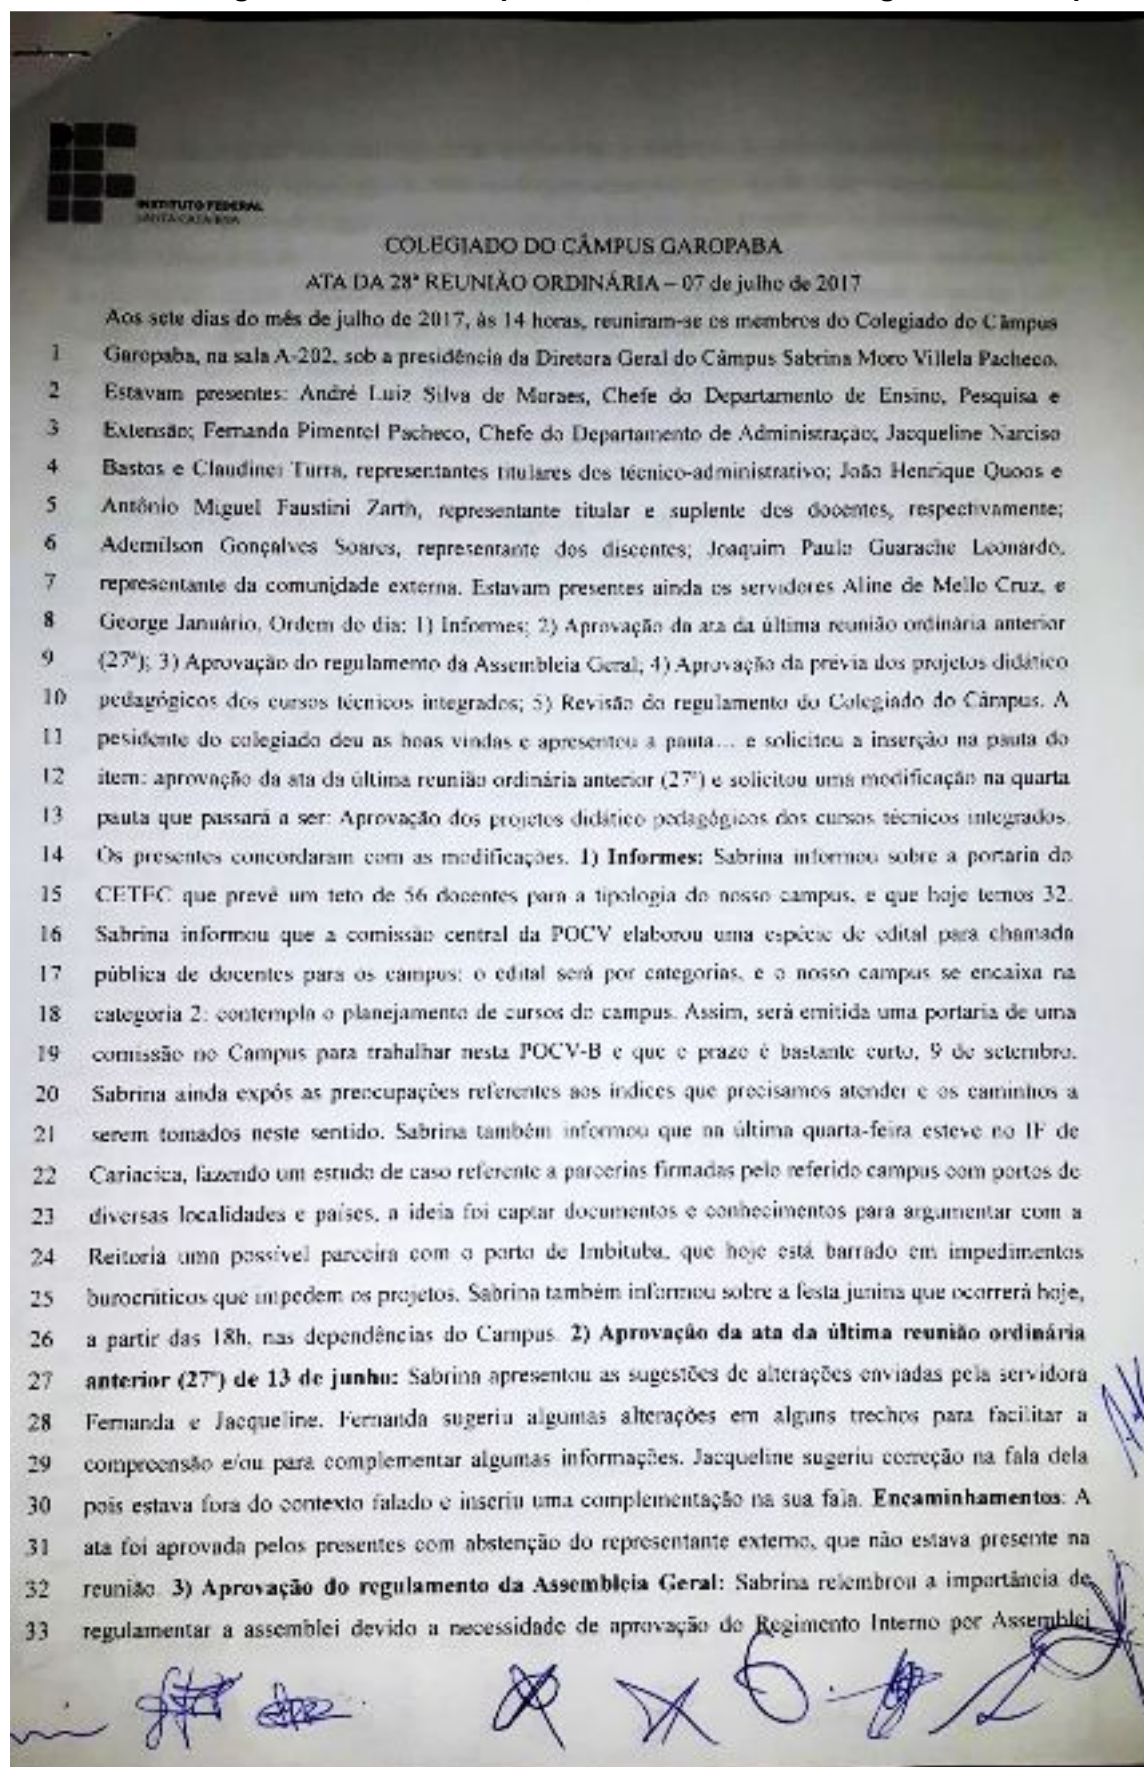 INSTITUTO FEDERAL
SANTA CATARINA
COLEGIADO DO CÂMPUS GAROPABA
ATA DA 28ª REUNIÃO ORDINÁRIA – 07 de julho de 2017
Aos sete dias do mês de julho de 2017, às 14 horas, reuniram-se os membros do Colegiado do Câmpus
1 Garopaba, na sala A-202, sob a presidência da Diretora Geral do Câmpus Sabrina Moro Villela Pacheco.
2 Estavam presentes: André Luiz Silva de Moraes, Chefe do Departamento de Ensino, Pesquisa e
3 Extensão; Fernanda Pimentel Pacheco, Chefe do Departamento de Administração; Jacqueline Narciso
4 Bastos e Claudinei Turra, representantes titulares dos técnico-administrativo; João Henrique Quoos e
5 Antônio Miguel Faustini Zarth, representante titular e suplente dos docentes, respectivamente;
6 Ademilson Gonçalves Soares, representante dos discentes; Joaquim Paulo Guarache Leonardo,
7 representante da comunidade externa. Estavam presentes ainda os servidores Aline de Mello Cruz, e
8 George Januário. Ordem do dia: 1) Informes; 2) Aprovação da ata da última reunião ordinária anterior
9 (27ª); 3) Aprovação do regulamento da Assembleia Geral; 4) Aprovação da prévia dos projetos didático
10 pedagógicos dos cursos técnicos integrados; 5) Revisão do regulamento do Colegiado do Câmpus. A
11 pesidente do colegiado deu as boas vindas e apresentou a pauta... e solicitou a inserção na pauta do
12 item: aprovação da ata da última reunião ordinária anterior (27ª) e solicitou uma modificação na quarta
13 pauta que passará a ser: Aprovação dos projetos didático pedagógicos dos cursos técnicos integrados.
14 Os presentes concordaram com as modificações. 1) Informes: Sabrina informou sobre a portaria do
15 CETEC que prevê um teto de 56 docentes para a tipologia do nosso campus, e que hoje temos 32.
16 Sabrina informou que a comissão central da POCV elaborou uma espécie de edital para chamada
17 pública de docentes para os câmpus: o edital será por categorias, e o nosso campus se encaixa na
18 categoria 2: contempla o planejamento de cursos do campus. Assim, será emitida uma portaria de uma
19 comissão no Campus para trabalhar nesta POCV-B e que o prazo é bastante curto, 9 de setembro.
20 Sabrina ainda expôs as preocupações referentes aos índices que precisamos atender e os caminhos a
21 serem tomados neste sentido. Sabrina também informou que na última quarta-feira esteve no IF de
22 Cariacica, fazendo um estudo de caso referente a parcerias firmadas pelo referido campus com portos de
23 diversas localidades e países, a ideia foi captar documentos e conhecimentos para argumentar com a
24 Reitoria uma possível parceira com o porto de Imbituba, que hoje está barrado em impedimentos
25 burocráticos que impedem os projetos. Sabrina também informou sobre a festa junina que ocorrerá hoje,
26 a partir das 18h, nas dependências do Campus. 2) Aprovação da ata da última reunião ordinária
27 anterior (27ª) de 13 de junho: Sabrina apresentou as sugestões de alterações enviadas pela servidora
28 Fernanda e Jacqueline. Fernanda sugeriu algumas alterações em alguns trechos para facilitar a
29 compreensão e/ou para complementar algumas informações. Jacqueline sugeriu correção na fala dela
30 pois estava fora do contexto falado e inseriu uma complementação na sua fala. Encaminhamentos: A
31 ata foi aprovada pelos presentes com abstenção do representante externo, que não estava presente na
32 reunião. 3) Aprovação do regulamento da Assembleia Geral: Sabrina relembrou a importância de
33 regulamentar a assemblei devido a necessidade de aprovação do Regimento Interno por Assemblei